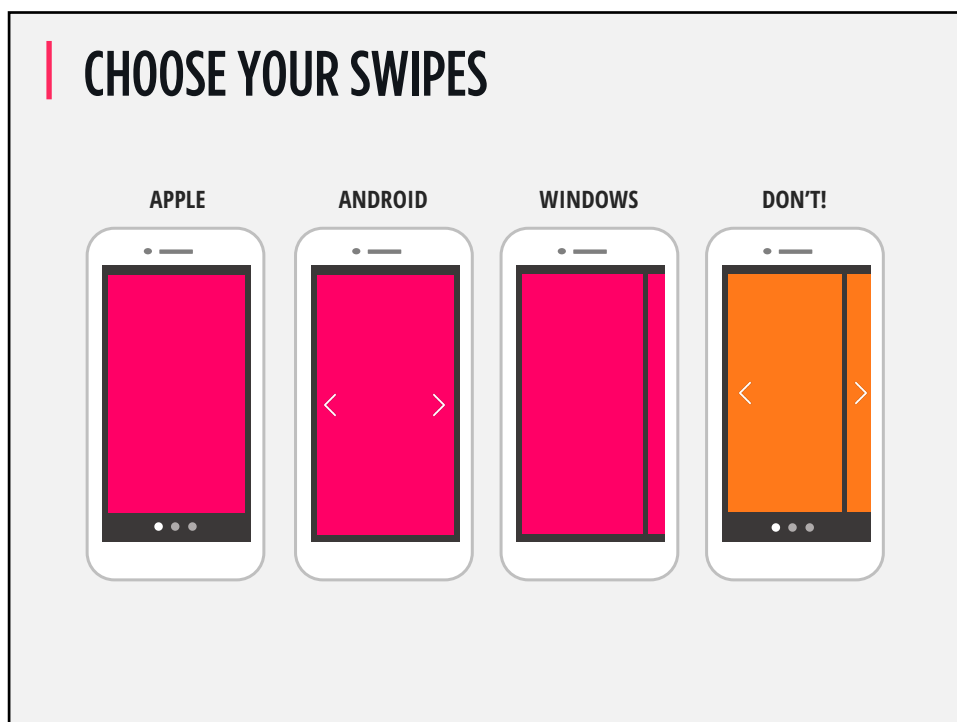 CHOOSE YOUR SWIPES
APPLE
ANDROID
WINDOWS
DON'T!